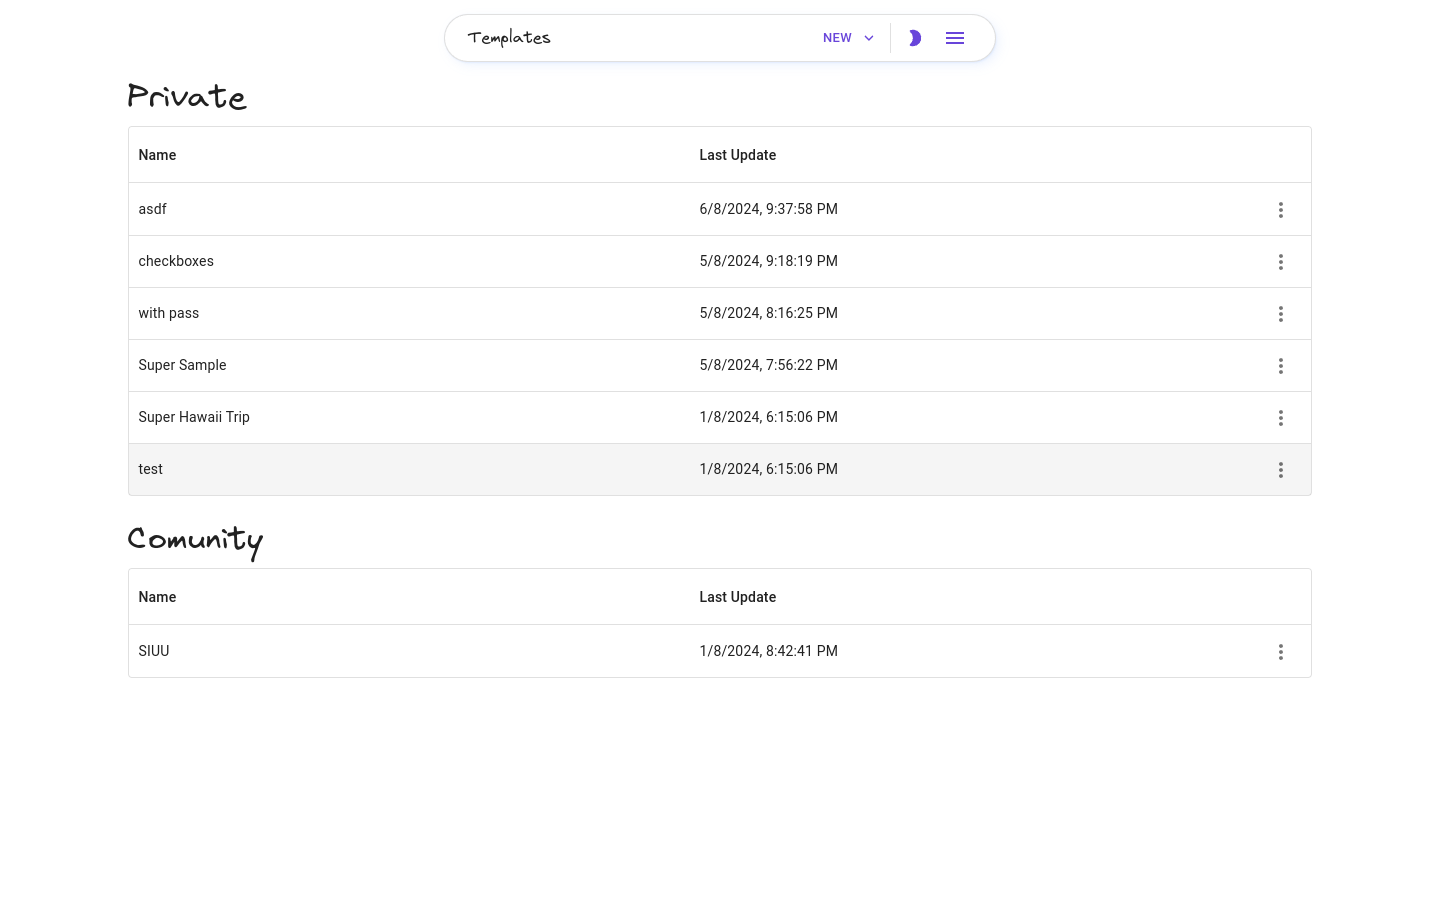 Templates
NEW
Private
Name Last Update
asdf 6/8/2024, 9:37:58 PM
checkboxes 5/8/2024, 9:18:19 PM
with pass 5/8/2024, 8:16:25 PM
Super Sample 5/8/2024, 7:56:22 PM
Super Hawaii Trip 1/8/2024, 6:15:06 PM
test 1/8/2024, 6:15:06 PM
Comunity
Name Last Update
SIUU 1/8/2024, 8:42:41 PM